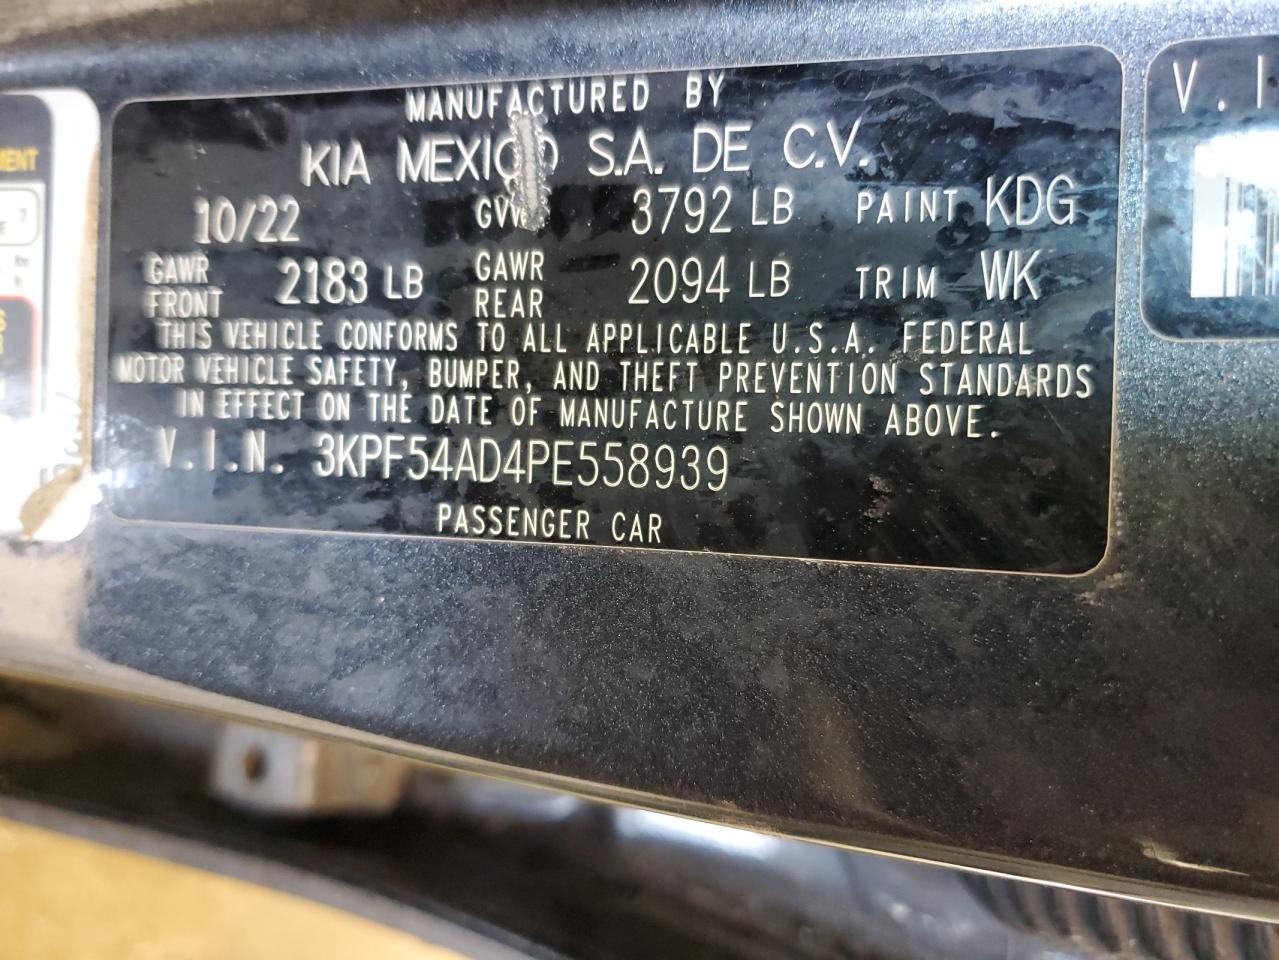 MANUFACTURED BY
KIA MEXICO S.A. DE C.V.
10/22 3792 LB PAINT KDG
GAWR FRONT 2183 LB GAWR REAR 2094 LB TRIM WK
THIS VEHICLE CONFORMS TO ALL APPLICABLE U.S.A. FEDERAL
MOTOR VEHICLE SAFETY, BUMPER, AND THEFT PREVENTION STANDARDS
IN EFFECT ON THE DATE OF MANUFACTURE SHOWN ABOVE.
V.I.N. 3KPF54AD4PE558939
PASSENGER CAR